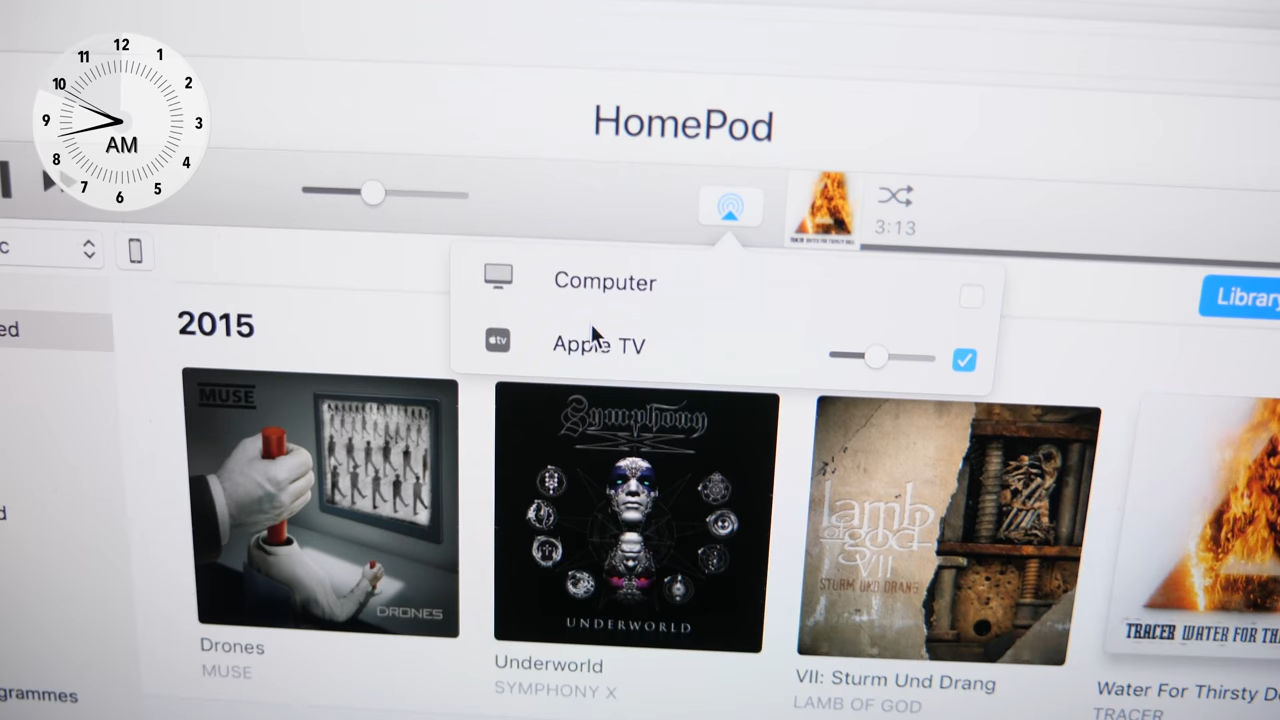 12
11
1
10
2
9
3
8
4
7
5
6
AM
HomePod
3:13
c
Computer
tv
Apple TV
Library
ed
2015
MUSE
DRONES
Symphony
X
UNDERWORLD
lamb
of god
VII
STURM UND DRANG
TRACER WATER FOR TH
Drones
MUSE
Underworld
SYMPHONY X
VII: Sturm Und Drang
LAMB OF GOD
Water For Thirsty D
TRACER
d
grammes